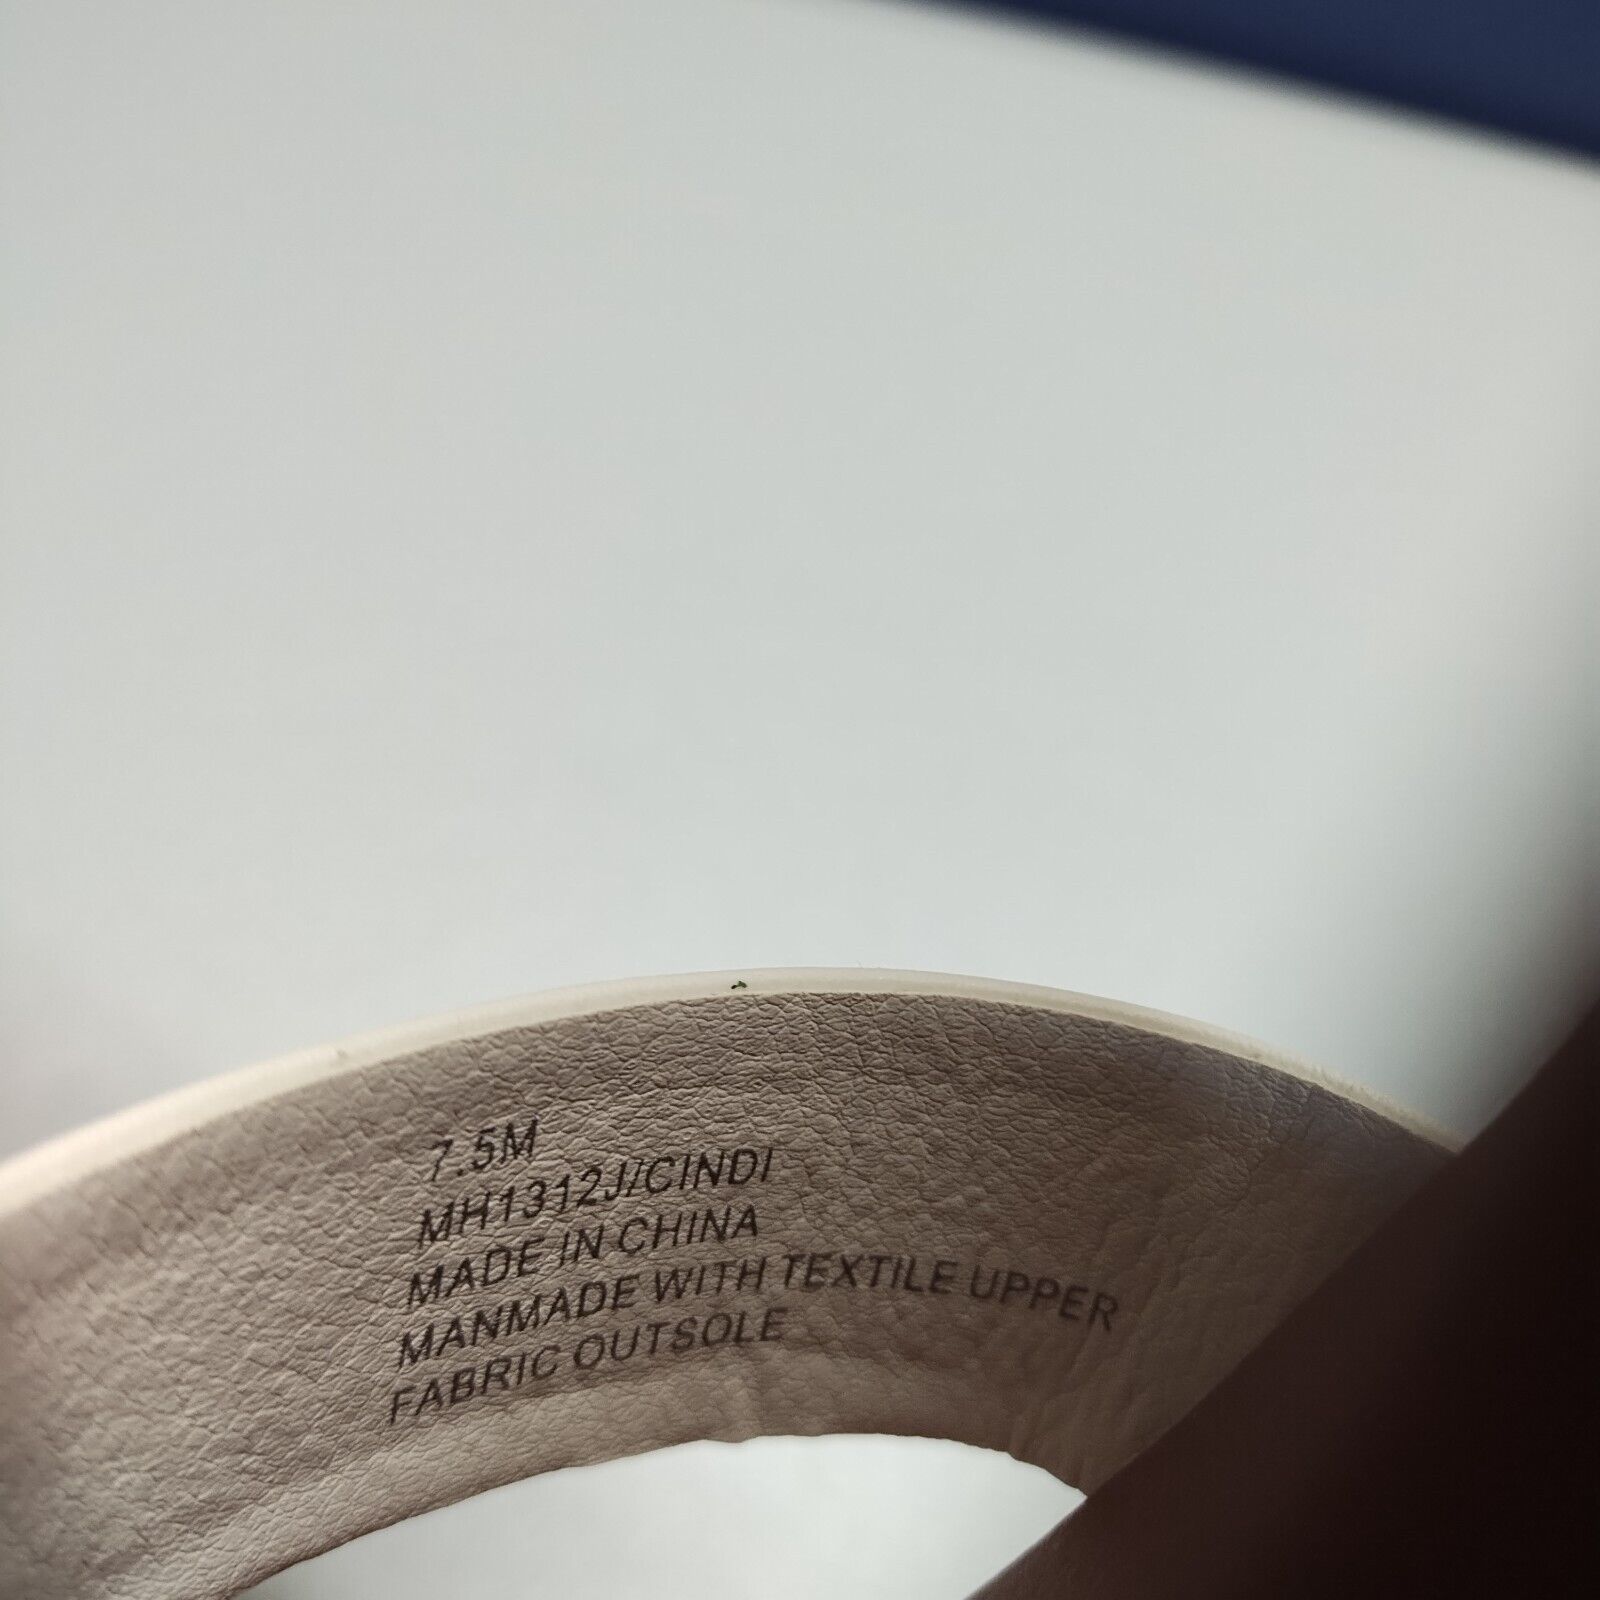 7.5M
MH1312J/CINDI
MADE IN CHINA
MANMADE WITH TEXTILE UPPER
FABRIC OUTSOLE